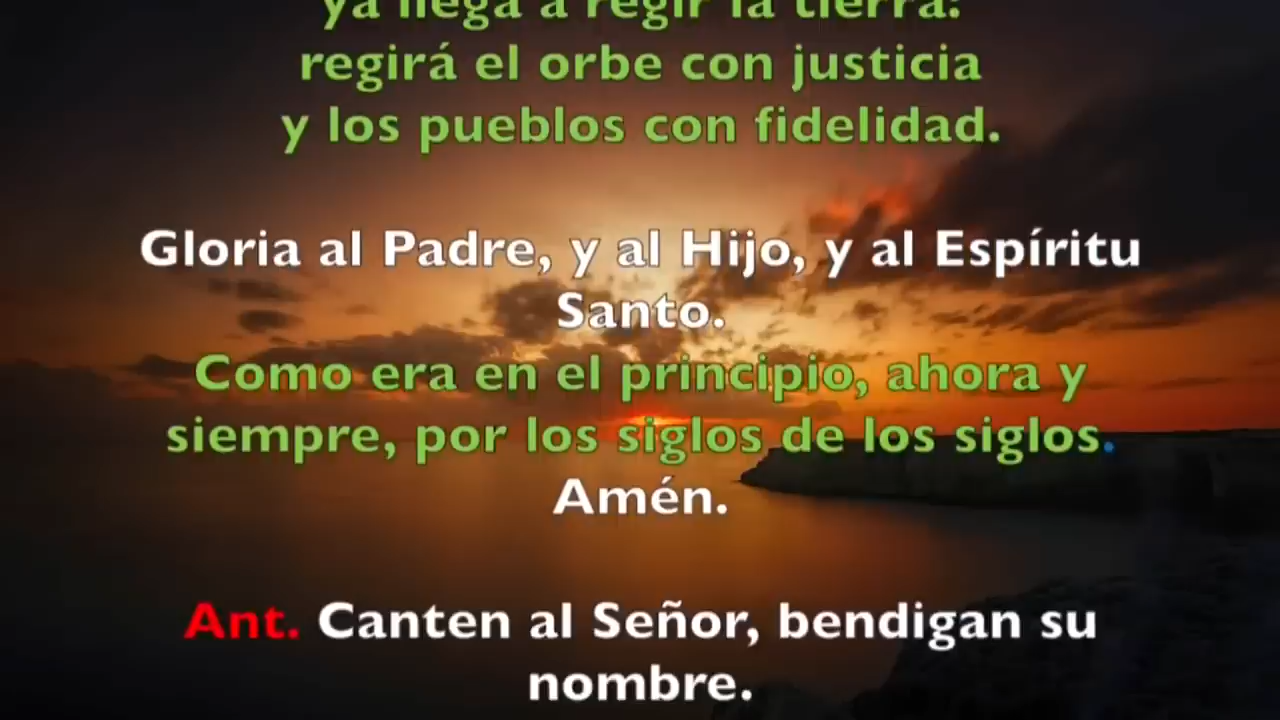 ya llega a regir la tierra:
regirá el orbe con justicia
y los pueblos con fidelidad.
Gloria al Padre, y al Hijo, y al Espíritu
Santo.
Como era en el principio, ahora y
siempre, por los siglos de los siglos.
Amén.
Ant. Canten al Señor, bendigan su
nombre.